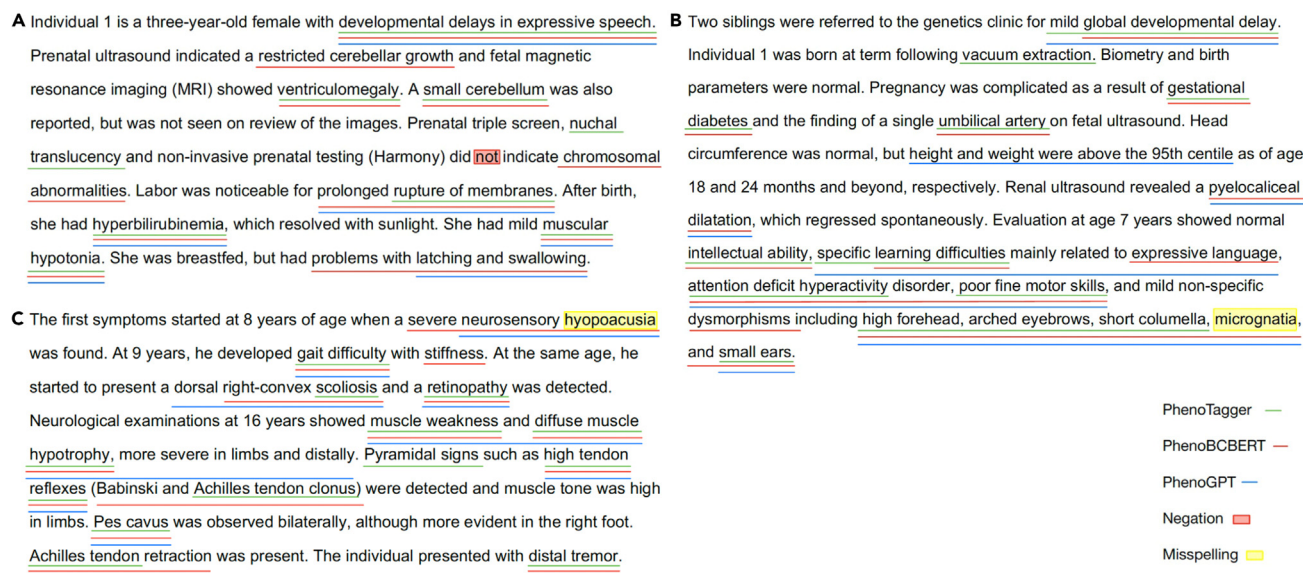 A Individual 1 is a three-year-old female with developmental delays in expressive speech.
Prenatal ultrasound indicated a restricted cerebellar growth and fetal magnetic
resonance imaging (MRI) showed ventriculomegaly. A small cerebellum was also
reported, but was not seen on review of the images. Prenatal triple screen, nuchal
translucency and non-invasive prenatal testing (Harmony) did not indicate chromosomal
abnormalities. Labor was noticeable for prolonged rupture of membranes. After birth,
she had hyperbilirubinemia, which resolved with sunlight. She had mild muscular
hypotonia. She was breastfed, but had problems with latching and swallowing.
C The first symptoms started at 8 years of age when a severe neurosensory hyopoacusia
was found. At 9 years, he developed gait difficulty with stiffness. At the same age, he
started to present a dorsal right-convex scoliosis and a retinopathy was detected.
Neurological examinations at 16 years showed muscle weakness and diffuse muscle
hypotrophy, more severe in limbs and distally. Pyramidal signs such as high tendon
reflexes (Babinski and Achilles tendon clonus) were detected and muscle tone was high
in limbs. Pes cavus was observed bilaterally, although more evident in the right foot.
Achilles tendon retraction was present. The individual presented with distal tremor.
B Two siblings were referred to the genetics clinic for mild global developmental delay.
Individual 1 was born at term following vacuum extraction. Biometry and birth
parameters were normal. Pregnancy was complicated as a result of gestational
diabetes and the finding of a single umbilical artery on fetal ultrasound. Head
circumference was normal, but height and weight were above the 95th centile as of age
18 and 24 months and beyond, respectively. Renal ultrasound revealed a pyelocaliceal
dilatation, which regressed spontaneously. Evaluation at age 7 years showed normal
intellectual ability, specific learning difficulties mainly related to expressive language,
attention deficit hyperactivity disorder, poor fine motor skills, and mild non-specific
dysmorphisms including high forehead, arched eyebrows, short columella, micrognatia,
and small ears.
PhenoTagger
PhenoBCBERT
PhenoGPT
Negation
Misspelling